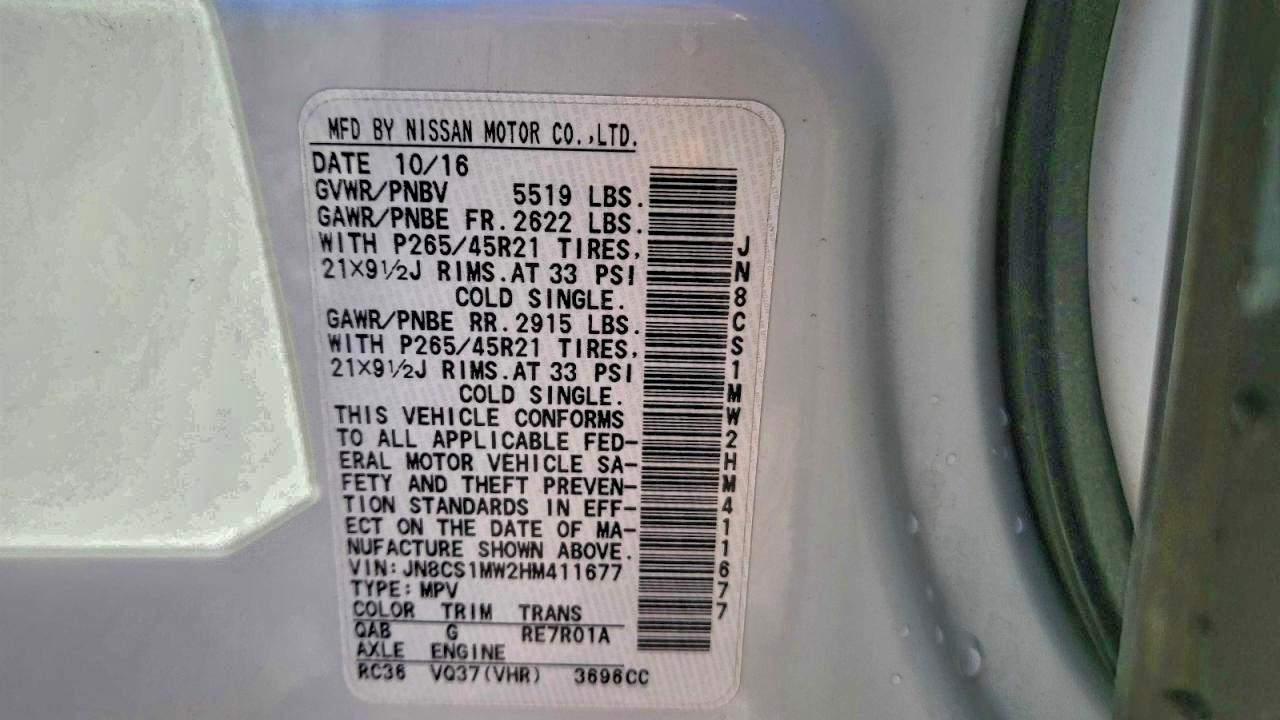 MFD BY NISSAN MOTOR CO.,LTD.
DATE 10/16
GVWR/PNBV 5519 LBS.
GAWR/PNBE FR.2622 LBS.
WITH P265/45R21 TIRES,
21×9½J RIMS.AT 33 PSI
COLD SINGLE.
GAWR/PNBE RR.2915 LBS.
WITH P265/45R21 TIRES,
21×9½J RIMS.AT 33 PSI
COLD SINGLE.
THIS VEHICLE CONFORMS
TO ALL APPLICABLE FED-
ERAL MOTOR VEHICLE SA-
FETY AND THEFT PREVEN-
TION STANDARDS IN EFF-
ECT ON THE DATE OF MA-
NUFACTURE SHOWN ABOVE.
VIN:JN8CS1MW2HM411677
TYPE:MPV
COLOR TRIM TRANS
QAB G RE7R01A
AXLE ENGINE
RC36 VQ37(VHR) 3696CC
JN8CS1MW2HM411677